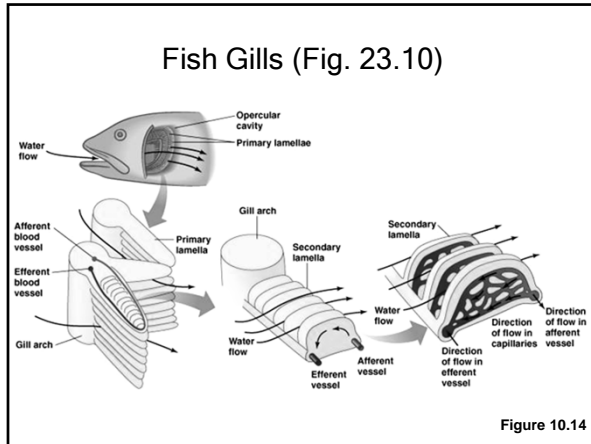 Fish Gills (Fig. 23.10)
Opercular
cavity
Primary lamellae
Water
flow
Afferent
blood
vessel
Efferent
blood
vessel
Gill arch
Primary
lamella
Gill arch
Secondary
lamella
Water
flow
Efferent
vessel
Afferent
vessel
Secondary
lamella
Water
flow
Direction
of flow in
efferent
vessel
Direction
of flow in
capillaries
Direction
of flow in
afferent
vessel
Figure 10.14